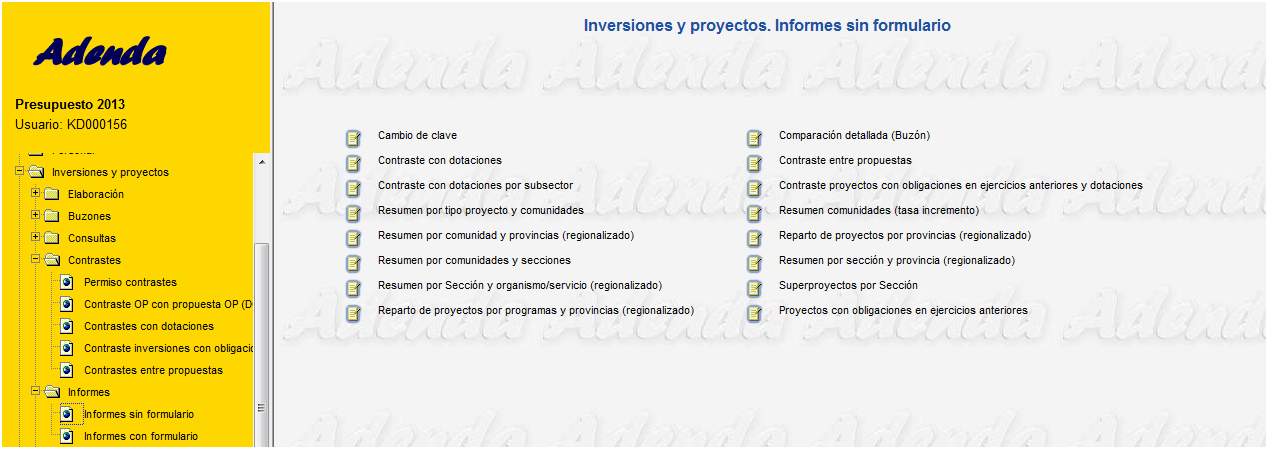 Adenda
Presupuesto 2013
Usuario: KD000156
Personal
Inversiones y proyectos
Elaboración
Buzones
Consultas
Contrastes
Permiso contrastes
Contraste OP con propuesta OP (D
Contrastes con dotaciones
Contraste inversiones con obligaci
Contrastes entre propuestas
Informes
Informes sin formulario
Informes con formulario
Inversiones y proyectos. Informes sin formulario
Cambio de clave
Comparación detallada (Buzón)
Contraste con dotaciones
Contraste entre propuestas
Contraste con dotaciones por subsector
Contraste proyectos con obligaciones en ejercicios anteriores y dotaciones
Resumen por tipo proyecto y comunidades
Resumen comunidades (tasa incremento)
Resumen por comunidad y provincias (regionalizado)
Reparto de proyectos por provincias (regionalizado)
Resumen por comunidades y secciones
Resumen por sección y provincia (regionalizado)
Resumen por Sección y organismo/servicio (regionalizado)
Superproyectos por Sección
Reparto de proyectos por programas y provincias (regionalizado)
Proyectos con obligaciones en ejercicios anteriores